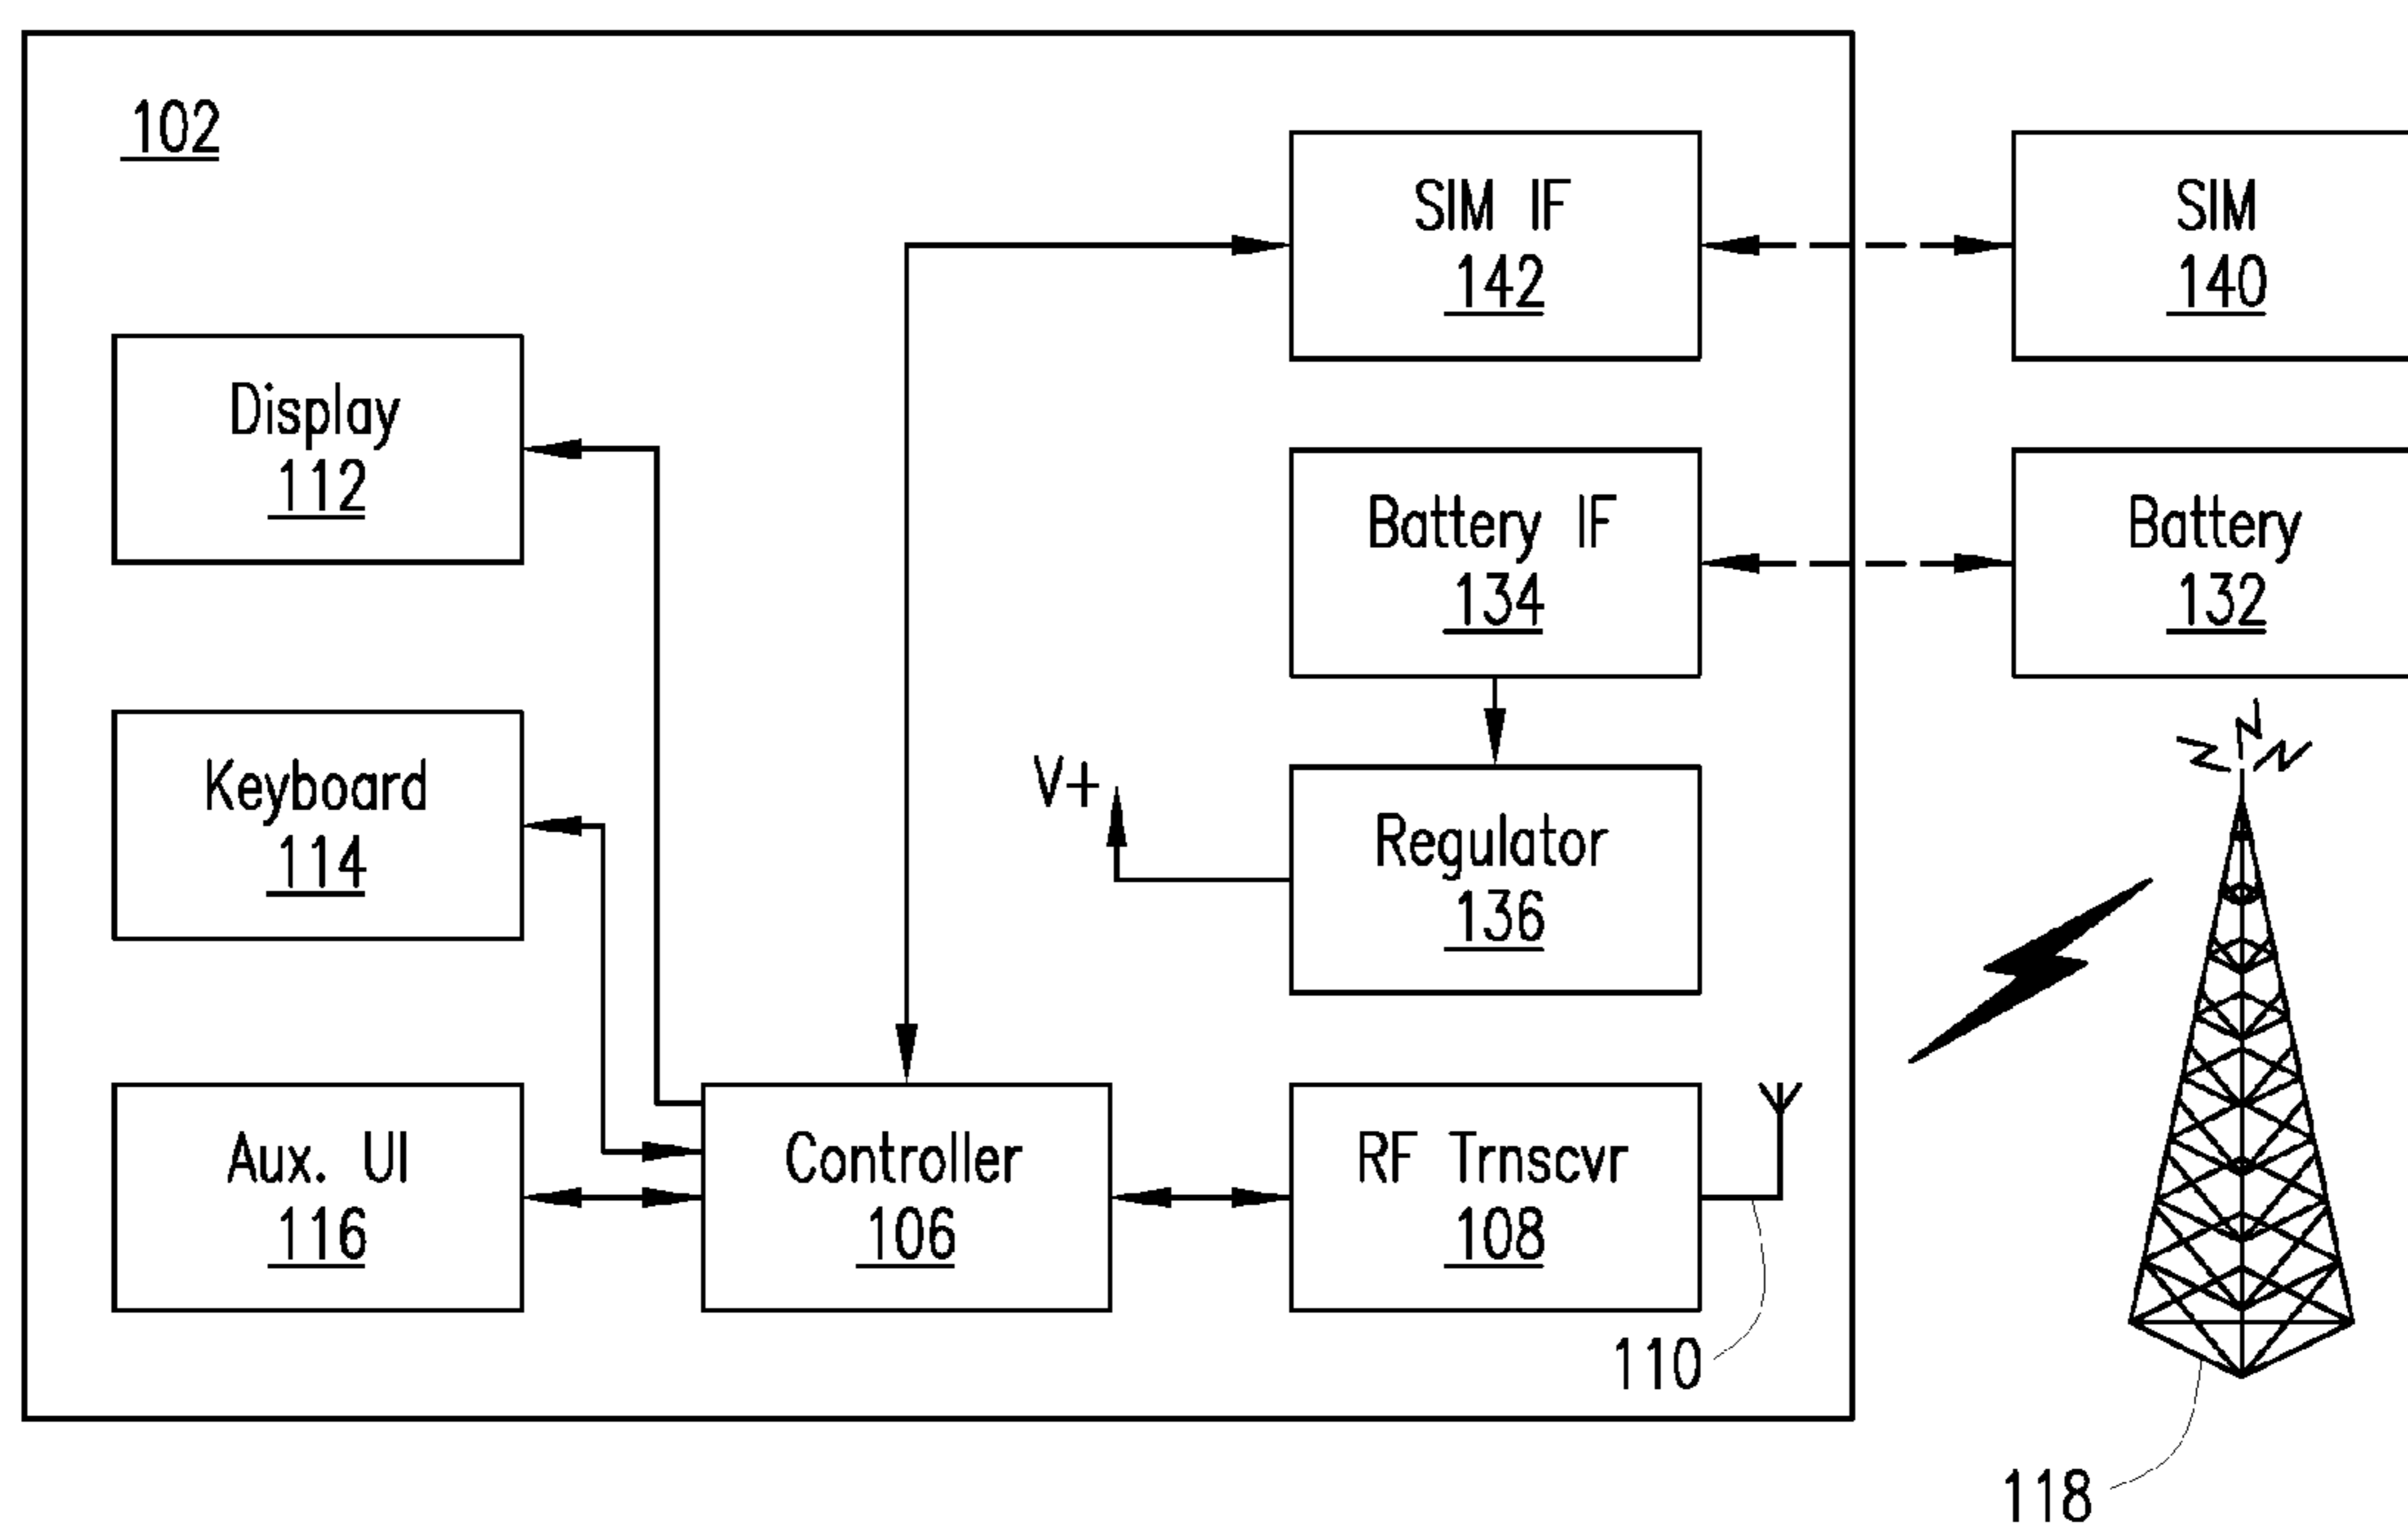 102
SIM IF
142
SIM
140
Display
112
Battery IF
134
Battery
132
Keyboard
114
V+
Regulator
136
Aux. UI
116
Controller
106
RF Trnscvr
108
110
118